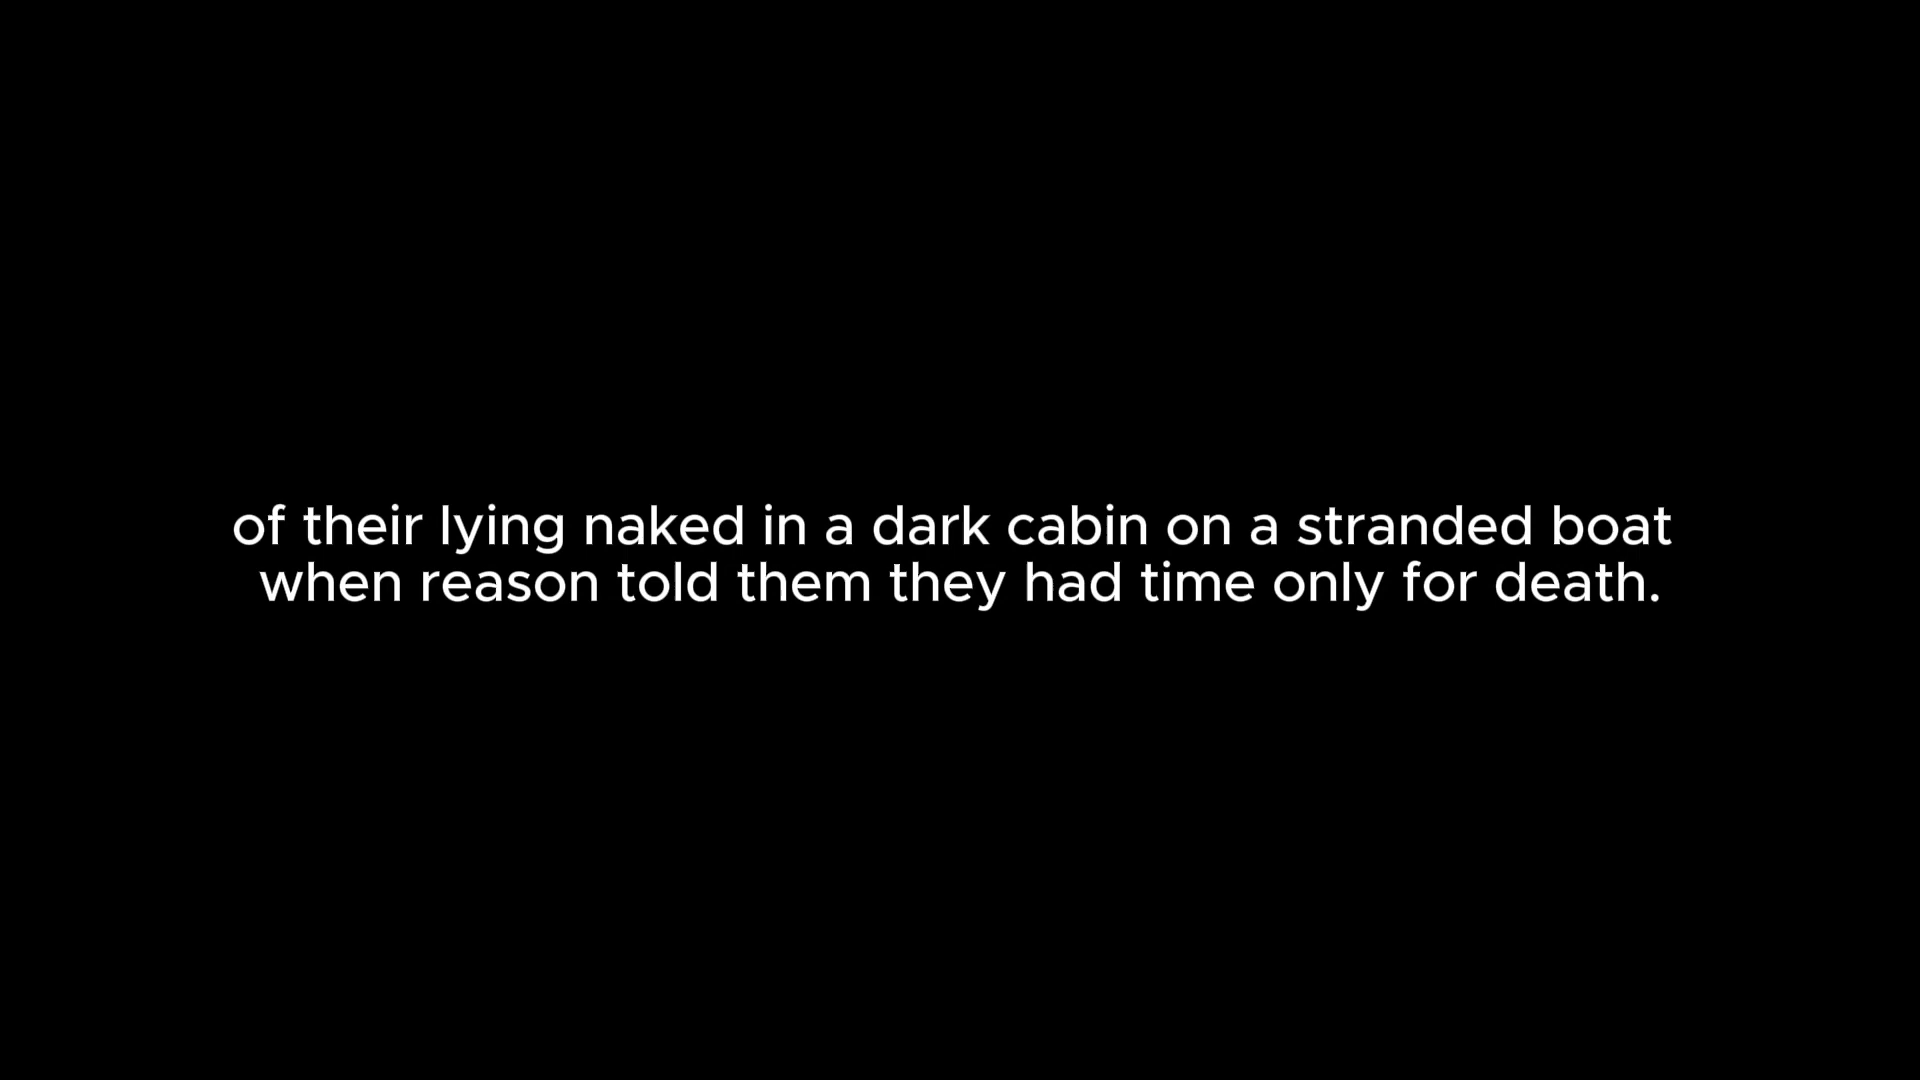 of their lying naked in a dark cabin on a stranded boat
when reason told them they had time only for death.